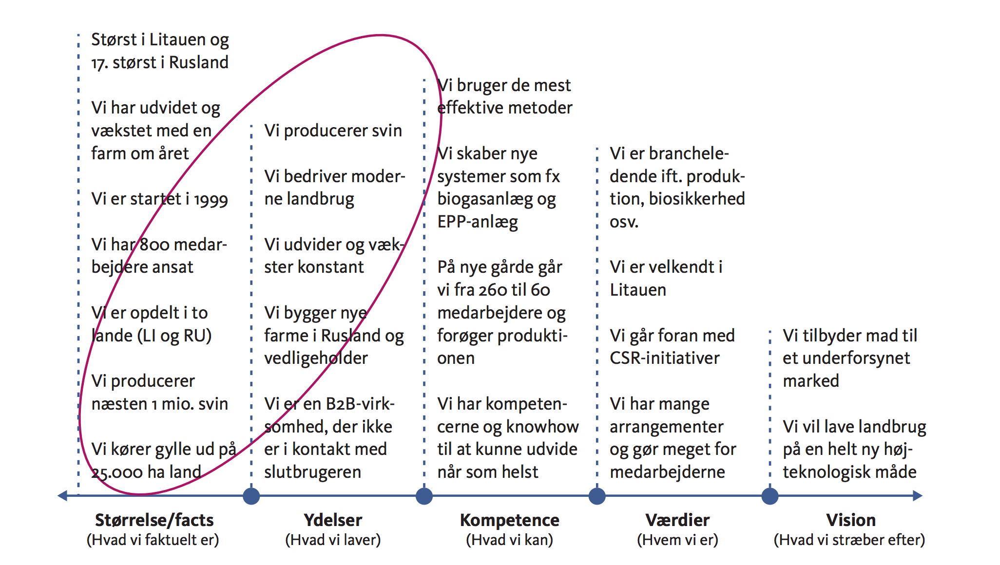 Størst i Litauen og
17. størst i Rusland
Vi har udvidet og
vækstet med en
farm om året
Vi er startet i 1999
Vi har 800 medar-
bejdere ansat
Vi er opdelt i to
lande (LI og RU)
Vi producerer
næsten 1 mio. svin
Vi kører gylle ud på
25.000 ha land
Vi producerer svin
Vi bedriver moder-
ne landbrug
Vi udvider og væk-
ster konstant
Vi bygger nye
farme i Rusland og
vedligeholder
Vi er en B2B-virk-
somhed, der ikke
er i kontakt med
slutbrugeren
Vi bruger de mest
effektive metoder
Vi skaber nye
systemer som fx
biogasanlæg og
EPP-anlæg
På nye gårde går
vi fra 260 til 60
medarbejdere og
forøger produkti-
onen
Vi har kompeten-
cerne og knowhow
til at kunne udvide
når som helst
Vi er branchele-
dende ift. produk-
tion, biosikkerhed
osv.
Vi er velkendt i
Litauen
Vi går foran med
CSR-initiativer
Vi har mange
arrangementer
og gør meget for
medarbejderne
Vi tilbyder mad til
et underforsynet
marked
Vi vil lave landbrug
på en helt ny høj-
teknologisk måde
Størrelse/facts
(Hvad vi faktuelt er)
Ydelser
(Hvad vi laver)
Kompetence
(Hvad vi kan)
Værdier
(Hvem vi er)
Vision
(Hvad vi stræber efter)